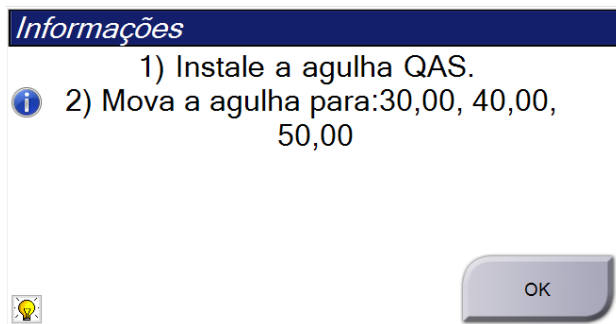 Informações
1) Instale a agulha QAS.
2) Mova a agulha para:30,00, 40,00,
50,00
OK